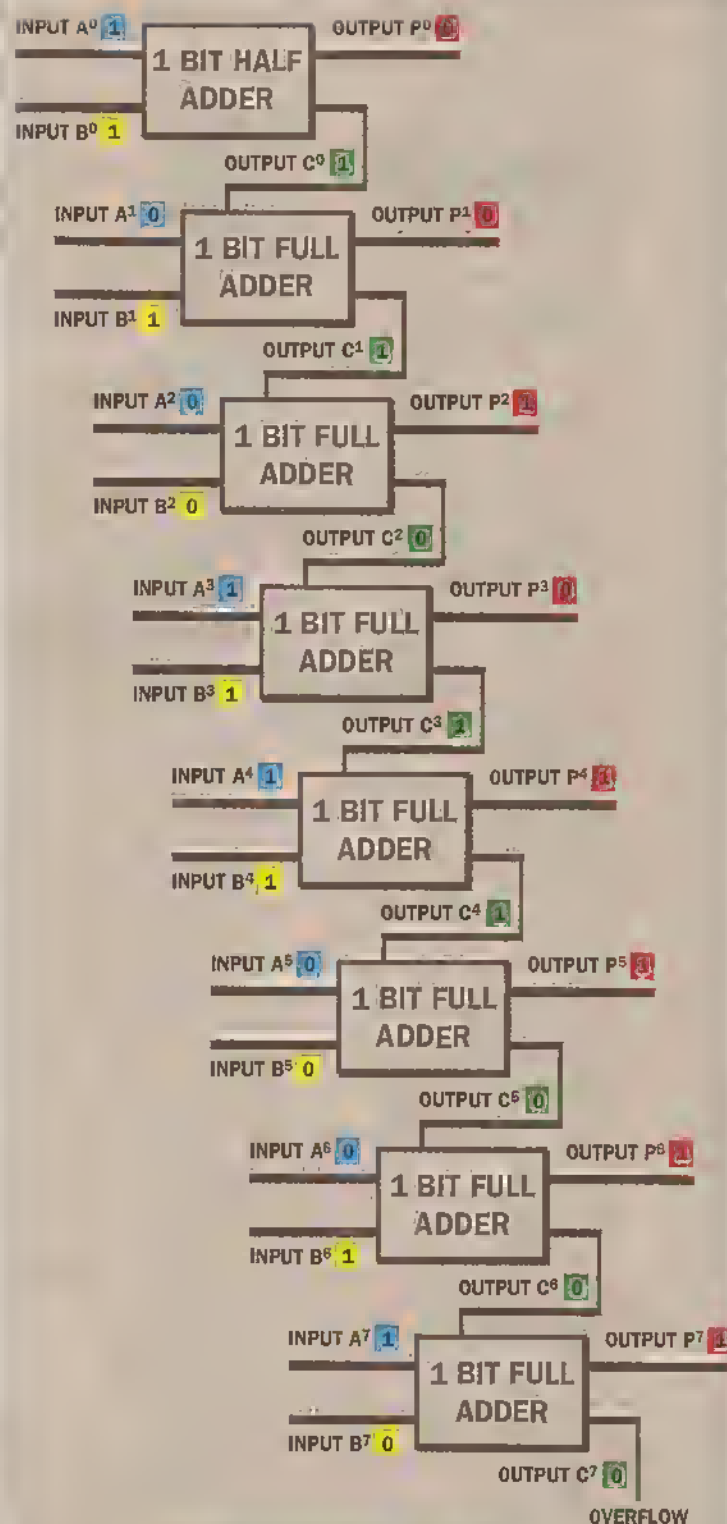 INPUT A⁰ 1 OUTPUT P⁰ 0
1 BIT HALF
ADDER
INPUT B⁰ 1
OUTPUT C⁰ 1
INPUT A¹ 0 OUTPUT P¹ 0
1 BIT FULL
ADDER
INPUT B¹ 1
OUTPUT C¹ 1
INPUT A² 0 OUTPUT P² 1
1 BIT FULL
ADDER
INPUT B² 0
OUTPUT C² 0
INPUT A³ 1 OUTPUT P³ 0
1 BIT FULL
ADDER
INPUT B³ 1
OUTPUT C³ 1
INPUT A⁴ 1 OUTPUT P⁴ 1
1 BIT FULL
ADDER
INPUT B⁴ 1
OUTPUT C⁴ 1
INPUT A⁵ 0 OUTPUT P⁵ 1
1 BIT FULL
ADDER
INPUT B⁵ 0
OUTPUT C⁵ 0
INPUT A⁶ 0 OUTPUT P⁶ 1
1 BIT FULL
ADDER
INPUT B⁶ 1
OUTPUT C⁶ 0
INPUT A⁷ 1 OUTPUT P⁷ 1
1 BIT FULL
ADDER
INPUT B⁷ 0
OUTPUT C⁷ 0
OVERFLOW